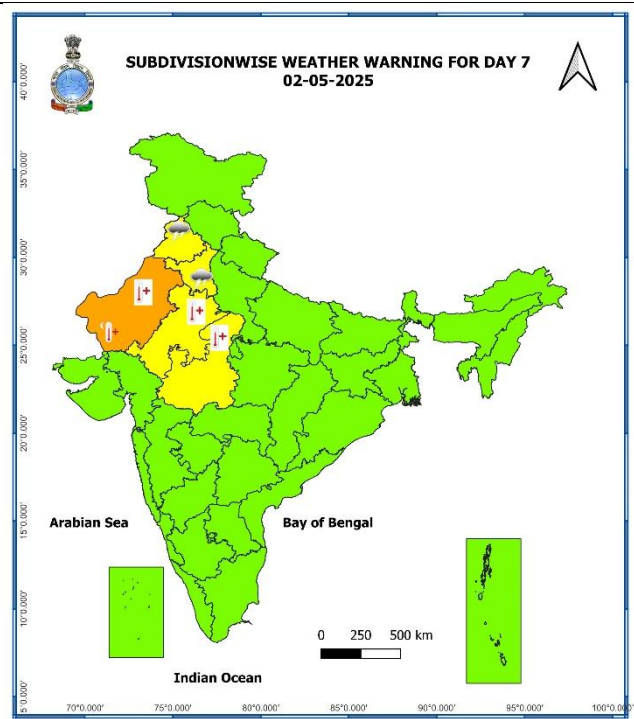 SUBDIVISIONWISE WEATHER WARNING FOR DAY 7
02-05-2025
40°0.000'
35°0.000'
30°0.000'
25°0.000'
20°0.000'
15°0.000'
10°0.000'
5°0.000'
Arabian Sea
Bay of Bengal
0 250 500 km
Indian Ocean
70°0.000' 75°0.000' 80°0.000' 85°0.000' 90°0.000' 95°0.000' 100°0.000'